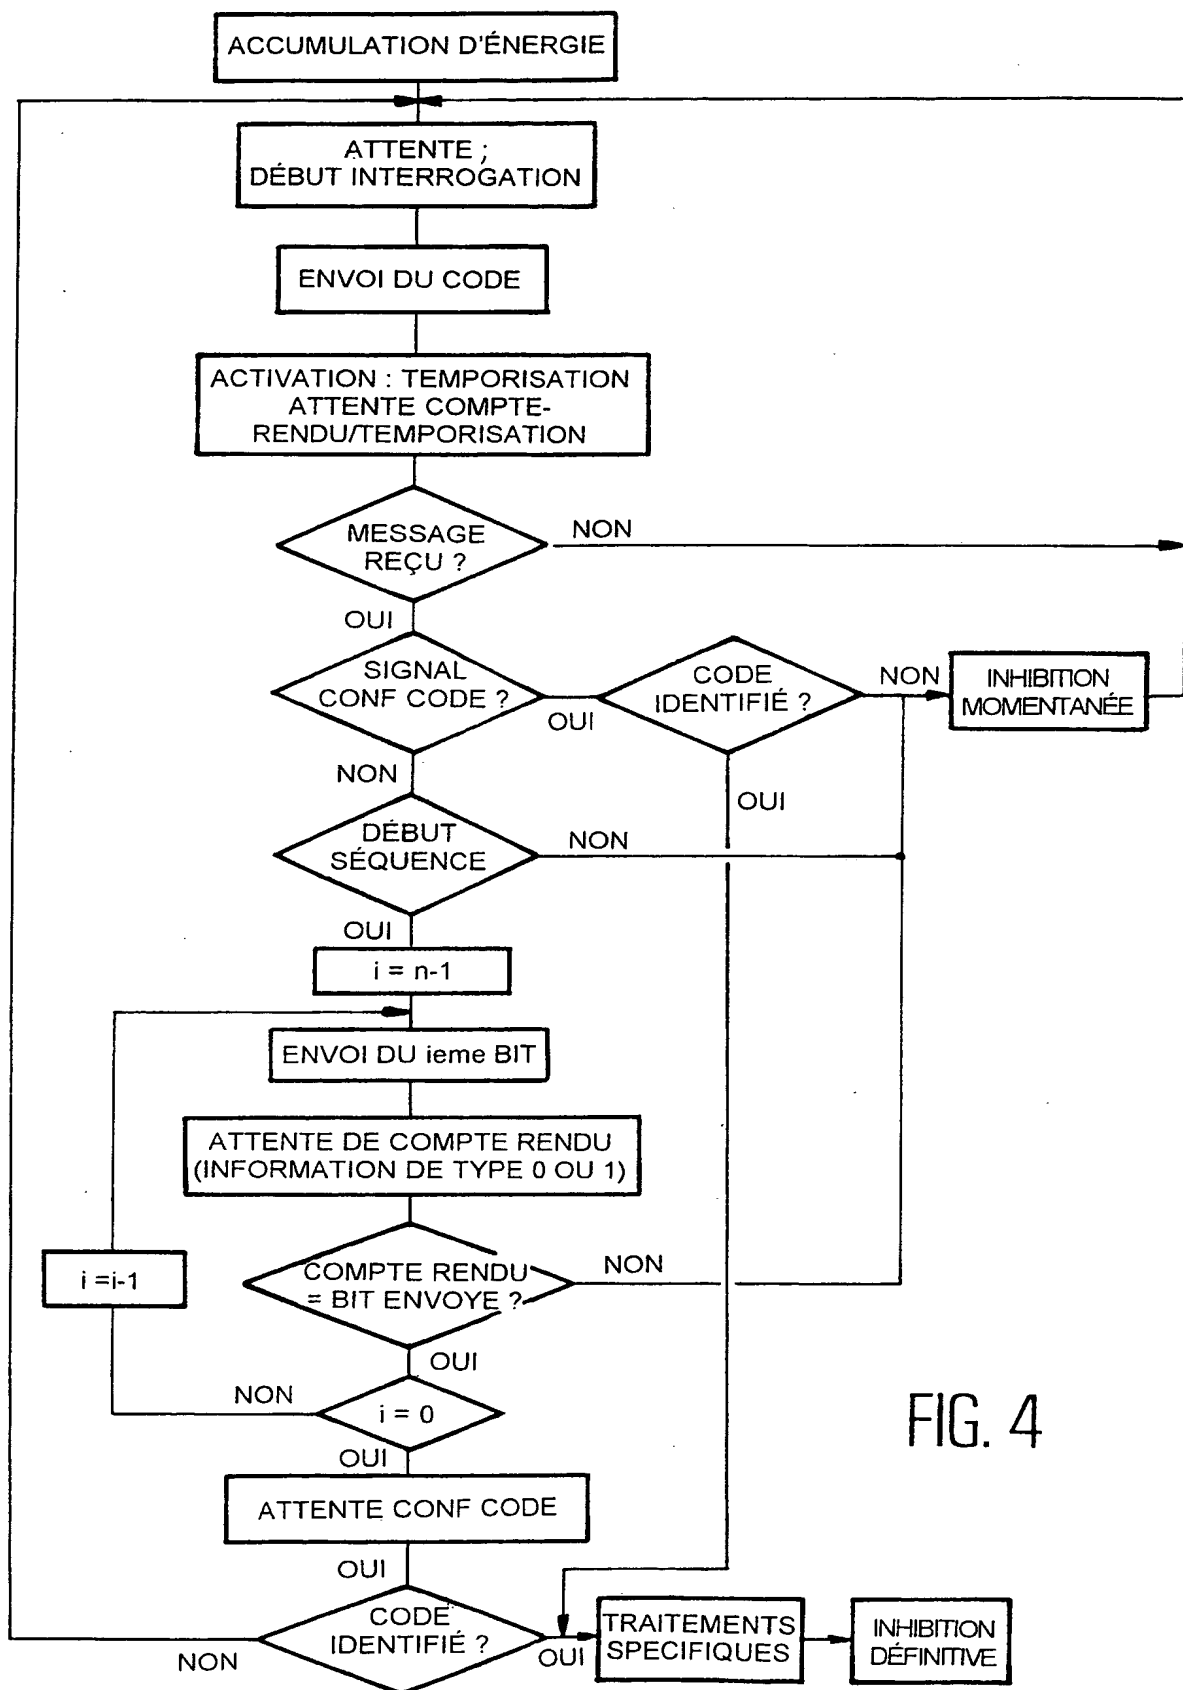 ACCUMULATION D'ÉNERGIE
ATTENTE ;
DÉBUT INTERROGATION
ENVOI DU CODE
ACTIVATION : TEMPORISATION
ATTENTE COMPTE-
RENDU/TEMPORISATION
MESSAGE
REÇU ?
NON
OUI
SIGNAL
CONF CODE ?
OUI
CODE
IDENTIFIÉ ?
NON
INHIBITION
MOMENTANÉE
NON
OUI
DÉBUT
SÉQUENCE
NON
OUI
i = n-1
ENVOI DU ieme BIT
ATTENTE DE COMPTE RENDU
(INFORMATION DE TYPE 0 OU 1)
i =i-1
COMPTE RENDU
= BIT ENVOYE ?
NON
OUI
NON
i = 0
OUI
FIG. 4
ATTENTE CONF CODE
OUI
CODE
IDENTIFIÉ ?
NON
OUI
TRAITEMENTS
SPECIFIQUES
INHIBITION
DÉFINITIVE